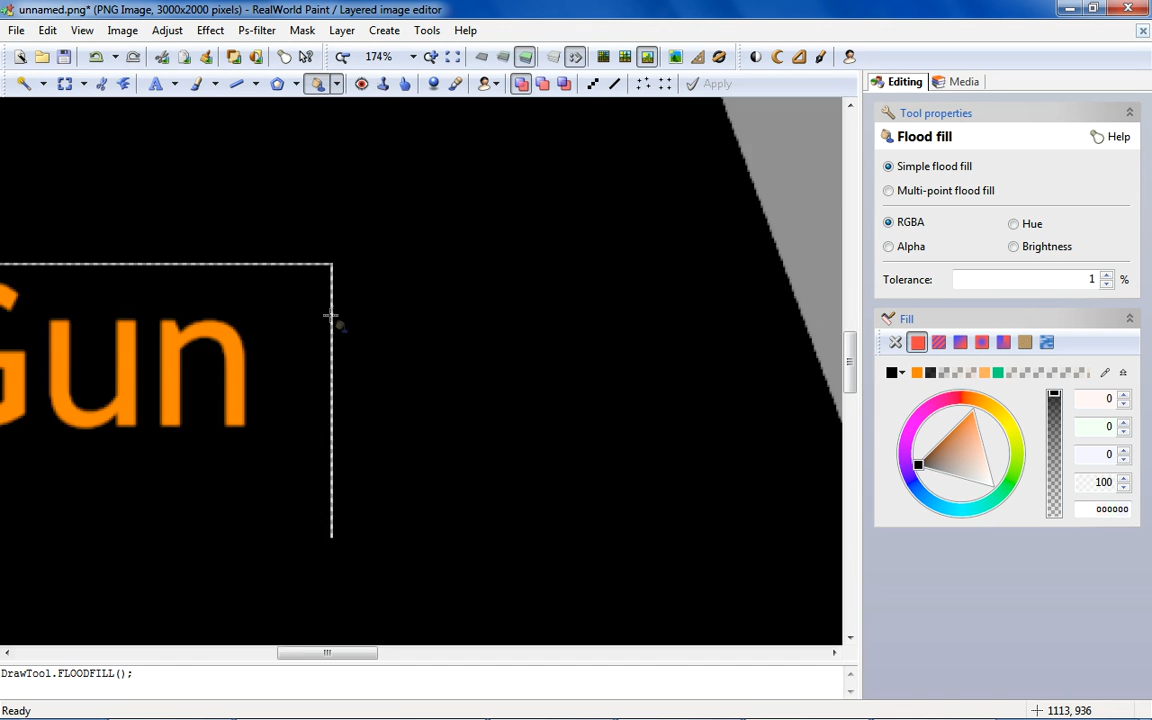 unnamed.png* (PNG Image, 3000x2000 pixels) - RealWorld Paint / Layered image editor
File Edit View Image Adjust Effect Ps-filter Mask Layer Create Tools Help
174%
Apply
Editing Media
Tool properties
Flood fill Help
Simple flood fill
Multi-point flood fill
RGBA Hue
Alpha Brightness
Tolerance: 1 %
Fill
0
0
0
100
000000
Gun
DrawTool.FLOODFILL();
Ready 1113, 936